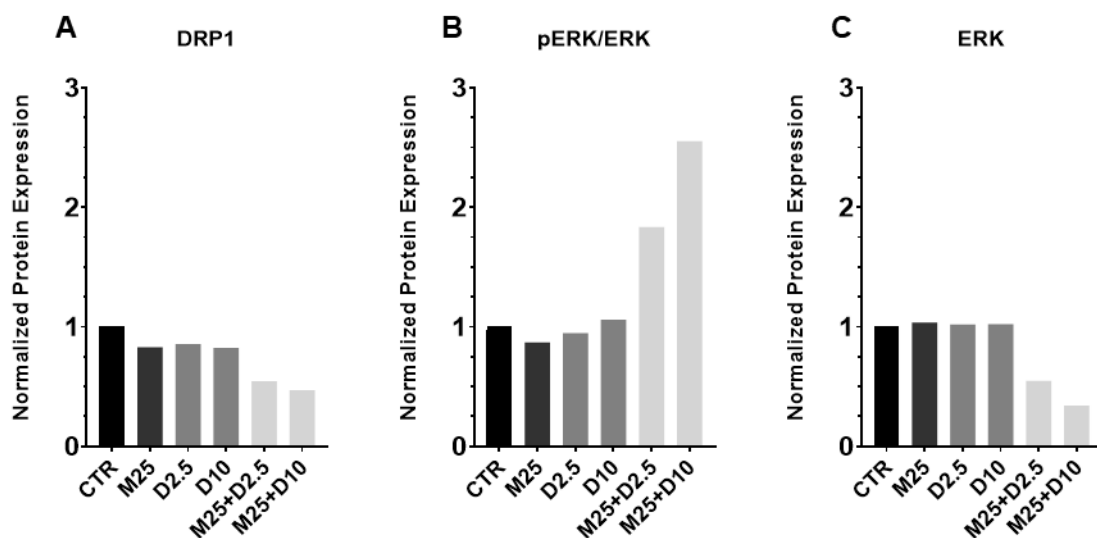 A
DRP1
Normalized Protein Expression
3
2
1
0
CTR
M25
D2.5
D10
M25+D2.5
M25+D10
B
pERK/ERK
Normalized Protein Expression
3
2
1
0
CTR
M25
D2.5
D10
M25+D2.5
M25+D10
C
ERK
Normalized Protein Expression
3
2
1
0
CTR
M25
D2.5
D10
M25+D2.5
M25+D10